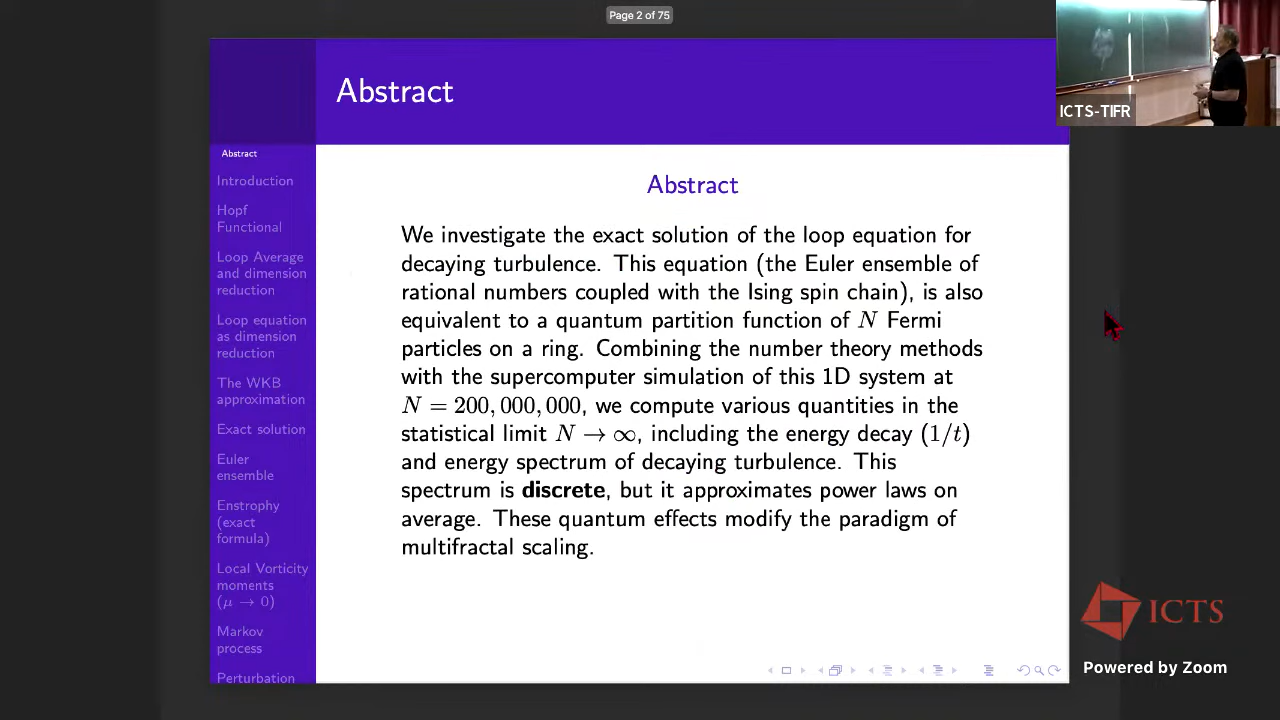 Page 2 of 75
ICTS-TIFR
Abstract
Abstract
Introduction
Hopf
Functional
Loop Average
and dimension
reduction
Loop equation
as dimension
reduction
The WKB
approximation
Exact solution
Euler
ensemble
Enstrophy
(exact
formula)
Local Vorticity
moments
(μ → 0)
Markov
process
Perturbation
Abstract
We investigate the exact solution of the loop equation for
decaying turbulence. This equation (the Euler ensemble of
rational numbers coupled with the Ising spin chain), is also
equivalent to a quantum partition function of N Fermi
particles on a ring. Combining the number theory methods
with the supercomputer simulation of this 1D system at
N = 200, 000, 000, we compute various quantities in the
statistical limit N → ∞, including the energy decay (1/t)
and energy spectrum of decaying turbulence. This
spectrum is discrete, but it approximates power laws on
average. These quantum effects modify the paradigm of
multifractal scaling.
ICTS
Powered by Zoom